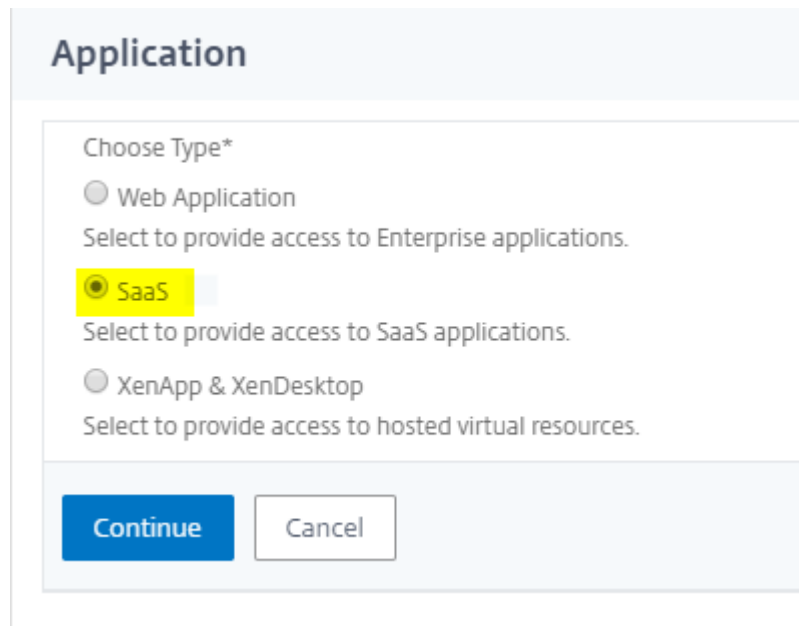 Application
Choose Type*
Web Application
Select to provide access to Enterprise applications.
SaaS
Select to provide access to SaaS applications.
XenApp & XenDesktop
Select to provide access to hosted virtual resources.
Continue Cancel